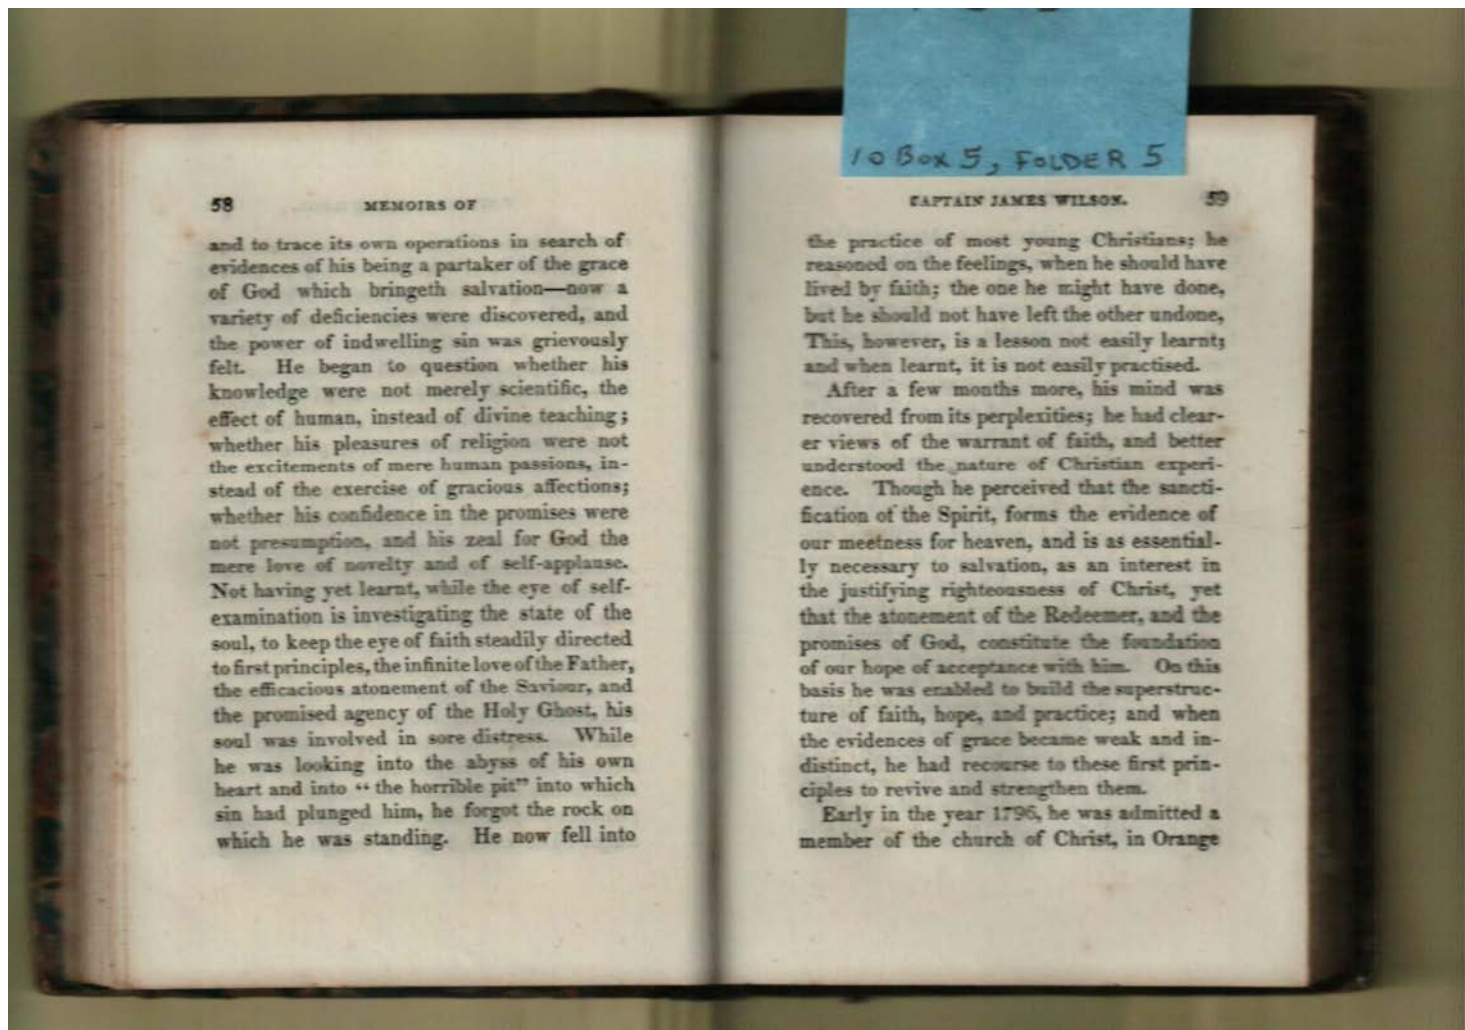 10 Box 5, FOLDER 5
58 MEMOIRS OF
and to trace its own operations in search of
evidences of his being a partaker of the grace
of God which bringeth salvation—now a
variety of deficiencies were discovered, and
the power of indwelling sin was grievously
felt. He began to question whether his
knowledge were not merely scientific, the
effect of human, instead of divine teaching;
whether his pleasures of religion were not
the excitements of mere human passions, in-
stead of the exercise of gracious affections;
whether his confidence in the promises were
not presumption, and his zeal for God the
mere love of novelty and of self-applause.
Not having yet learnt, while the eye of self-
examination is investigating the state of the
soul, to keep the eye of faith steadily directed
to first principles, the infinite love of the Father,
the efficacious atonement of the Saviour, and
the promised agency of the Holy Ghost, his
soul was involved in sore distress. While
he was looking into the abyss of his own
heart and into “ the horrible pit” into which
sin had plunged him, he forgot the rock on
which he was standing. He now fell into
CAPTAIN JAMES WILSON. 59
the practice of most young Christians; he
reasoned on the feelings, when he should have
lived by faith; the one he might have done,
but he should not have left the other undone,
This, however, is a lesson not easily learnt;
and when learnt, it is not easily practised.
After a few months more, his mind was
recovered from its perplexities; he had clear-
er views of the warrant of faith, and better
understood the nature of Christian experi-
ence. Though he perceived that the sancti-
fication of the Spirit, forms the evidence of
our meetness for heaven, and is as essential-
ly necessary to salvation, as an interest in
the justifying righteousness of Christ, yet
that the atonement of the Redeemer, and the
promises of God, constitute the foundation
of our hope of acceptance with him. On this
basis he was enabled to build the superstruc-
ture of faith, hope, and practice; and when
the evidences of grace became weak and in-
distinct, he had recourse to these first prin-
ciples to revive and strengthen them.
Early in the year 1796, he was admitted a
member of the church of Christ, in Orange